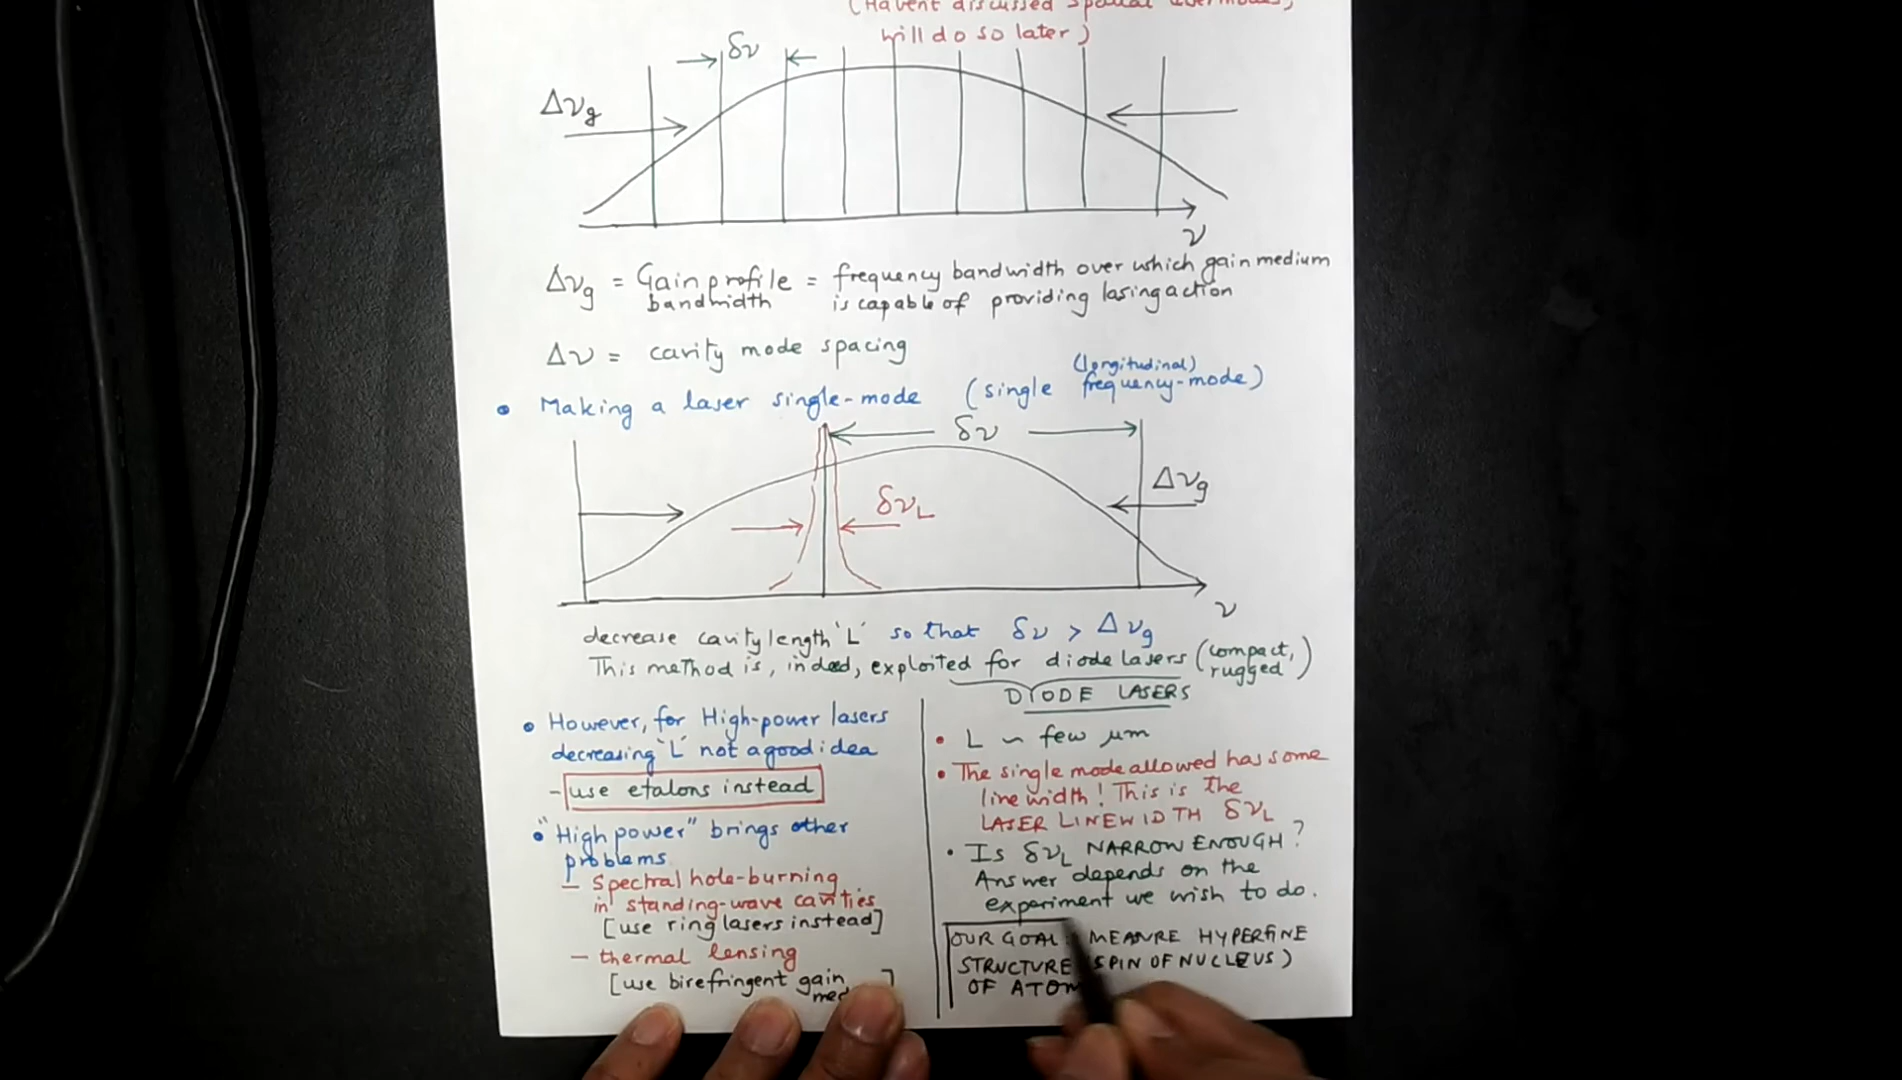 (Havent discussed spatial
will do so later)
δν
Δνg
ν
Δνg = Gain profile = frequency bandwidth over which gain medium
bandwidth is capable of providing lasing action
Δν = cavity mode spacing
(longitudinal)
• Making a laser single-mode (single frequency-mode)
δν
Δνg
δνL
ν
decrease cavity length 'L' so that δν > Δνg
This method is, indeed, exploited for diode lasers (compact, rugged)
DIODE LASERS
• However, for High-power lasers
decreasing 'L' not a good idea
- use etalons instead
• "High power" brings other
problems
- Spectral hole-burning
in standing-wave cavities
[use ring lasers instead]
- thermal lensing
[use birefringent gain ]
• L ~ few μm
• The single mode allowed has some
line width! This is the
LASER LINEWIDTH δνL
• Is δνL NARROW ENOUGH?
Answer depends on the
experiment we wish to do.
OUR GOAL: MEASURE HYPERFINE
STRUCTURE (SPIN OF NUCLEUS)
OF ATOM